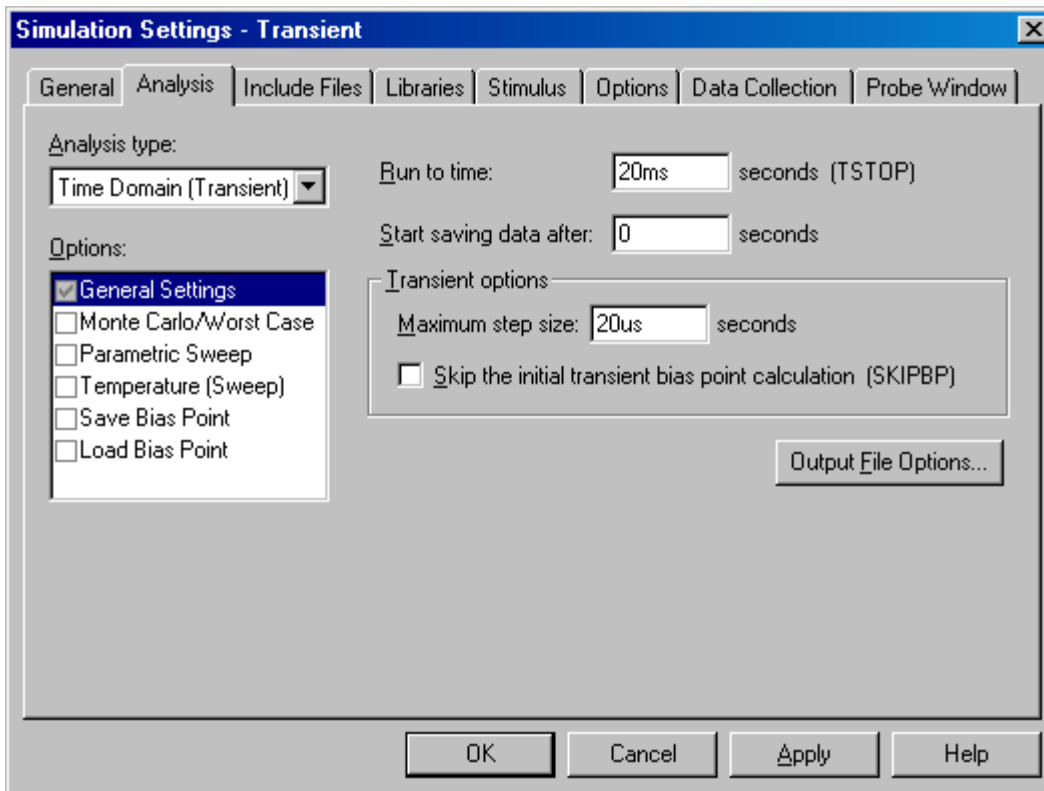 Simulation Settings - Transient
General Analysis Include Files Libraries Stimulus Options Data Collection Probe Window
Analysis type:
Time Domain (Transient)
Options:
General Settings
Monte Carlo/Worst Case
Parametric Sweep
Temperature (Sweep)
Save Bias Point
Load Bias Point
Run to time: 20ms seconds (TSTOP)
Start saving data after: 0 seconds
Transient options
Maximum step size: 20us seconds
Skip the initial transient bias point calculation (SKIPBP)
Output File Options...
OK Cancel Apply Help